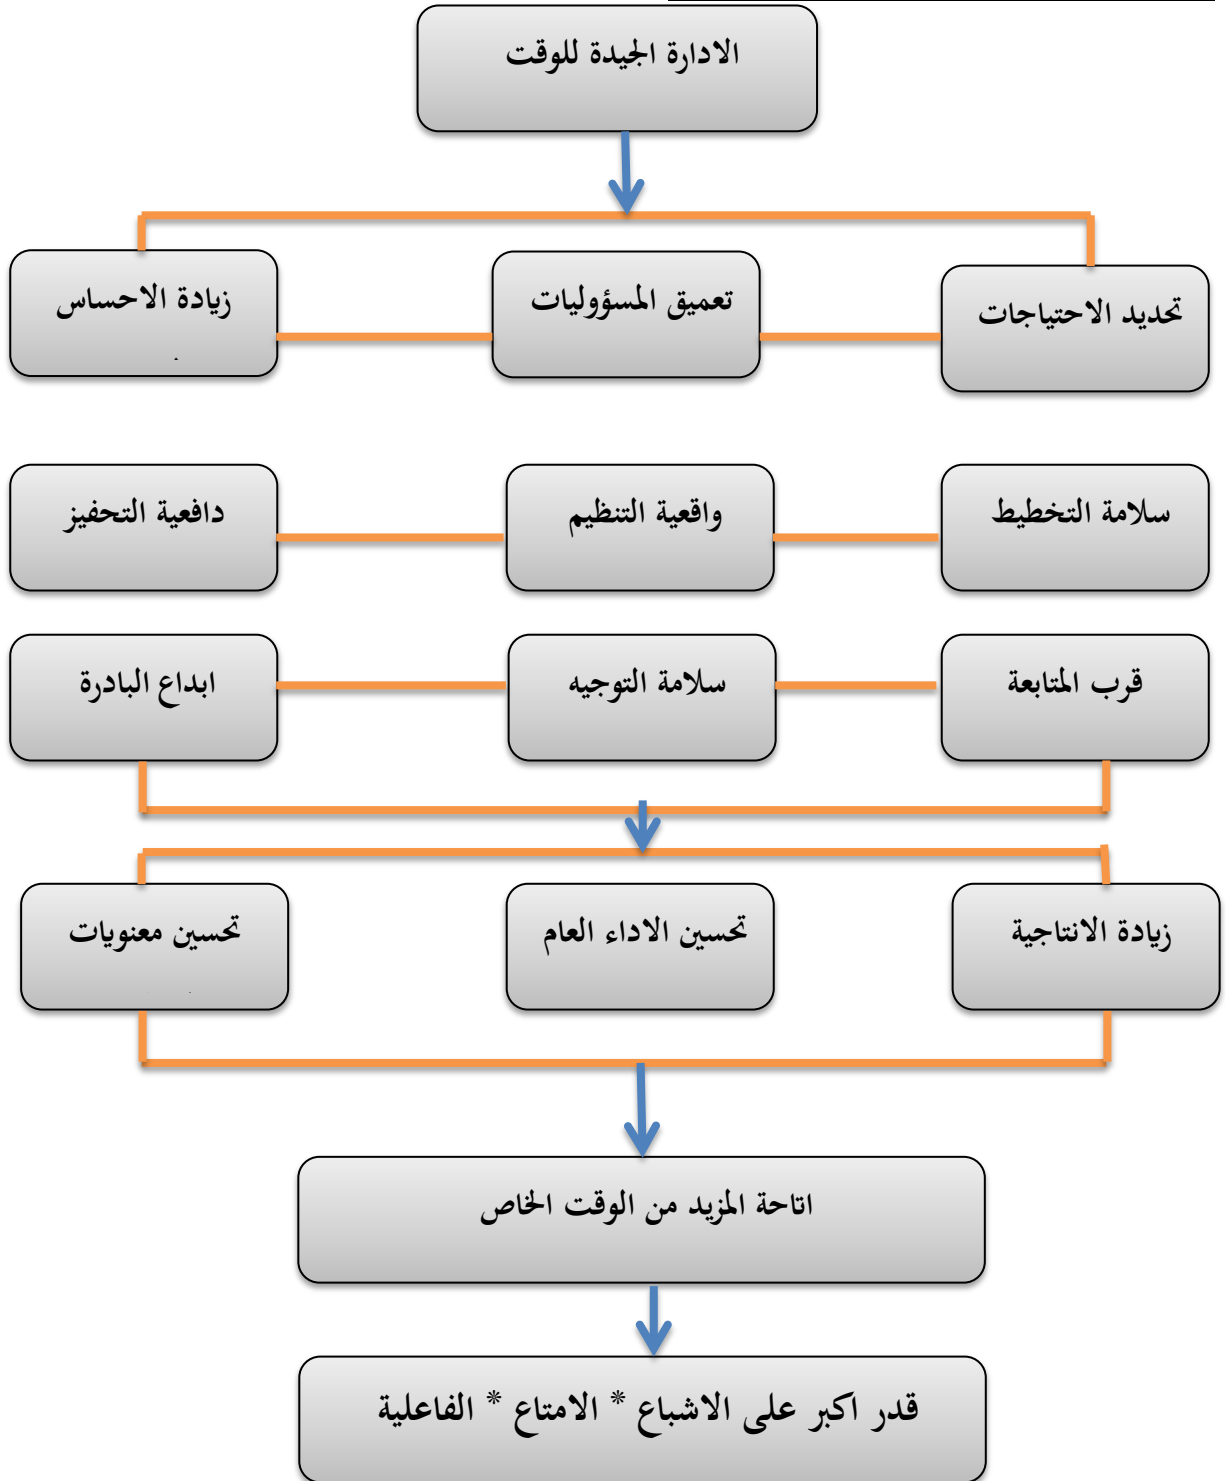 الادارة الجيدة للوقت
تحديد الاحتياجات
تعميق المسؤوليات
زيادة الاحساس
سلامة التخطيط
واقعية التنظيم
دافعية التحفيز
قرب المتابعة
سلامة التوجيه
ابداع البادرة
زيادة الانتاجية
تحسين الاداء العام
تحسين معنويات
اتاحة المزيد من الوقت الخاص
قدر اكبر على الاشباع * الامتاع * الفاعلية